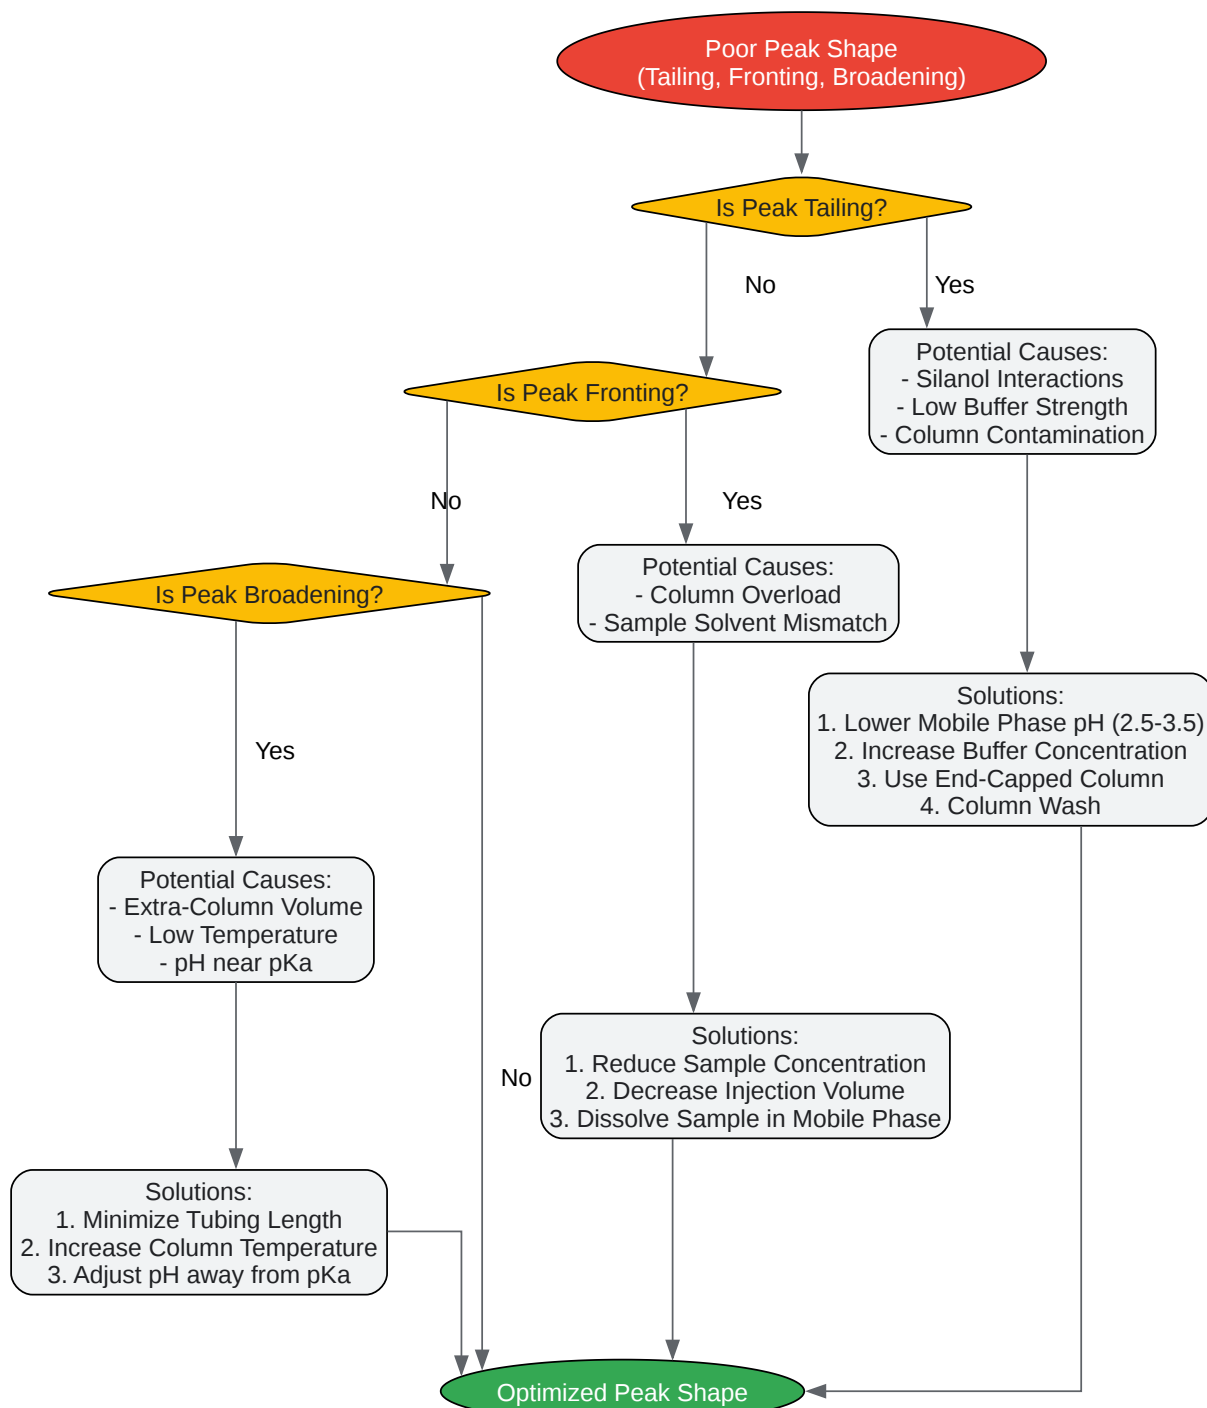 Poor Peak Shape
(Tailing, Fronting, Broadening)
Is Peak Tailing?
No
Yes
Potential Causes:
- Silanol Interactions
- Low Buffer Strength
- Column Contamination
Is Peak Fronting?
No
Yes
Potential Causes:
- Column Overload
- Sample Solvent Mismatch
Is Peak Broadening?
Solutions:
1. Lower Mobile Phase pH (2.5-3.5)
2. Increase Buffer Concentration
3. Use End-Capped Column
4. Column Wash
Yes
Potential Causes:
- Extra-Column Volume
- Low Temperature
- pH near pKa
No
Solutions:
1. Reduce Sample Concentration
2. Decrease Injection Volume
3. Dissolve Sample in Mobile Phase
Solutions:
1. Minimize Tubing Length
2. Increase Column Temperature
3. Adjust pH away from pKa
Optimized Peak Shape